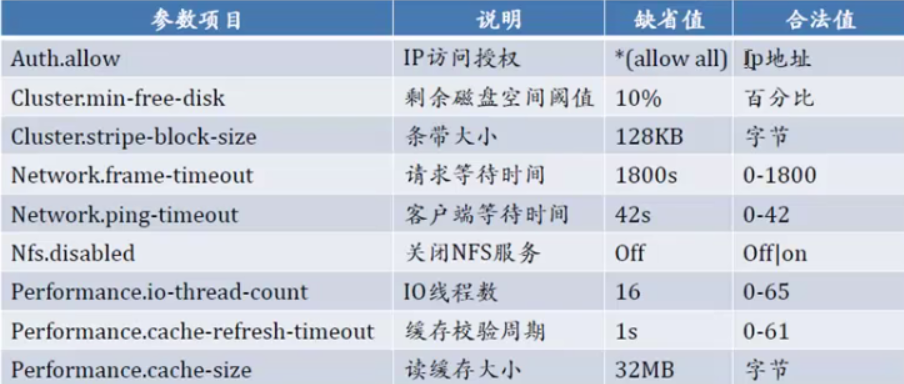 参数项目 说明 缺省值 合法值
Auth.allow IP访问授权 *(allow all) Ip地址
Cluster.min-free-disk 剩余磁盘空间阈值 10% 百分比
Cluster.stripe-block-size 条带大小 128KB 字节
Network.frame-timeout 请求等待时间 1800s 0-1800
Network.ping-timeout 客户端等待时间 42s 0-42
Nfs.disabled 关闭NFS服务 Off Off|on
Performance.io-thread-count IO线程数 16 0-65
Performance.cache-refresh-timeout 缓存校验周期 1s 0-61
Performance.cache-size 读缓存大小 32MB 字节